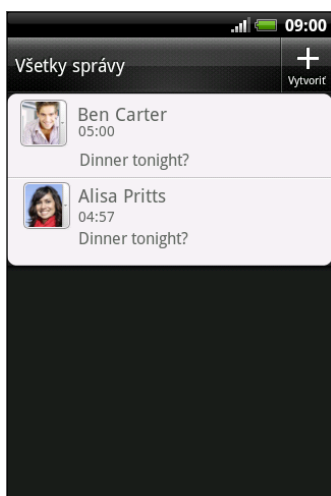 09:00
Všetky správy
Vytvoriť
Ben Carter
05:00
Dinner tonight?
Alisa Pritts
04:57
Dinner tonight?